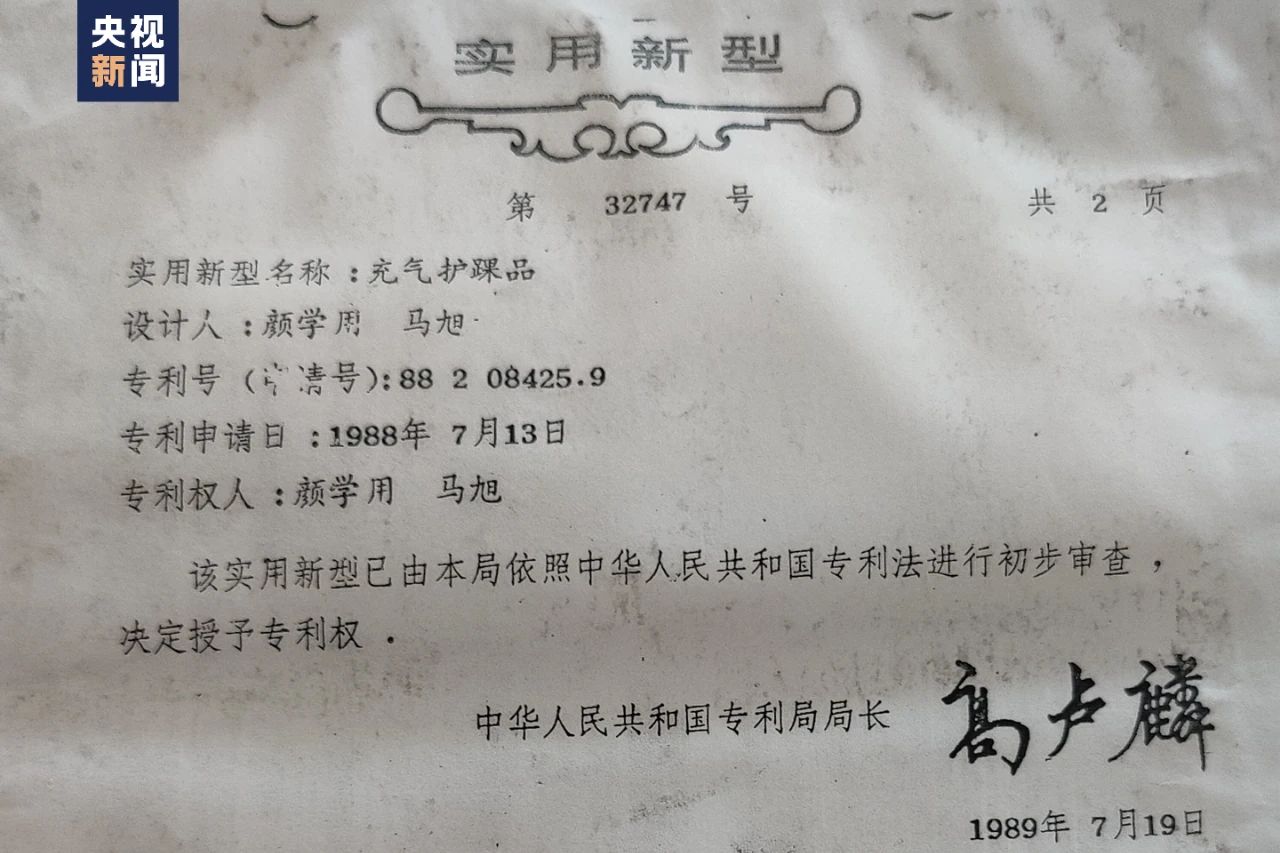 央视
新闻
实用新型
第 32747 号 共 2 页
实用新型名称：充气护踝品
设计人：颜学用 马旭
专利号（申请号）：88 2 08425.9
专利申请日：1988年 7月13日
专利权人：颜学用 马旭
该实用新型已由本局依照中华人民共和国专利法进行初步审查，
决定授予专利权．
中华人民共和国专利局局长 高卢麟
1989年 7月19日